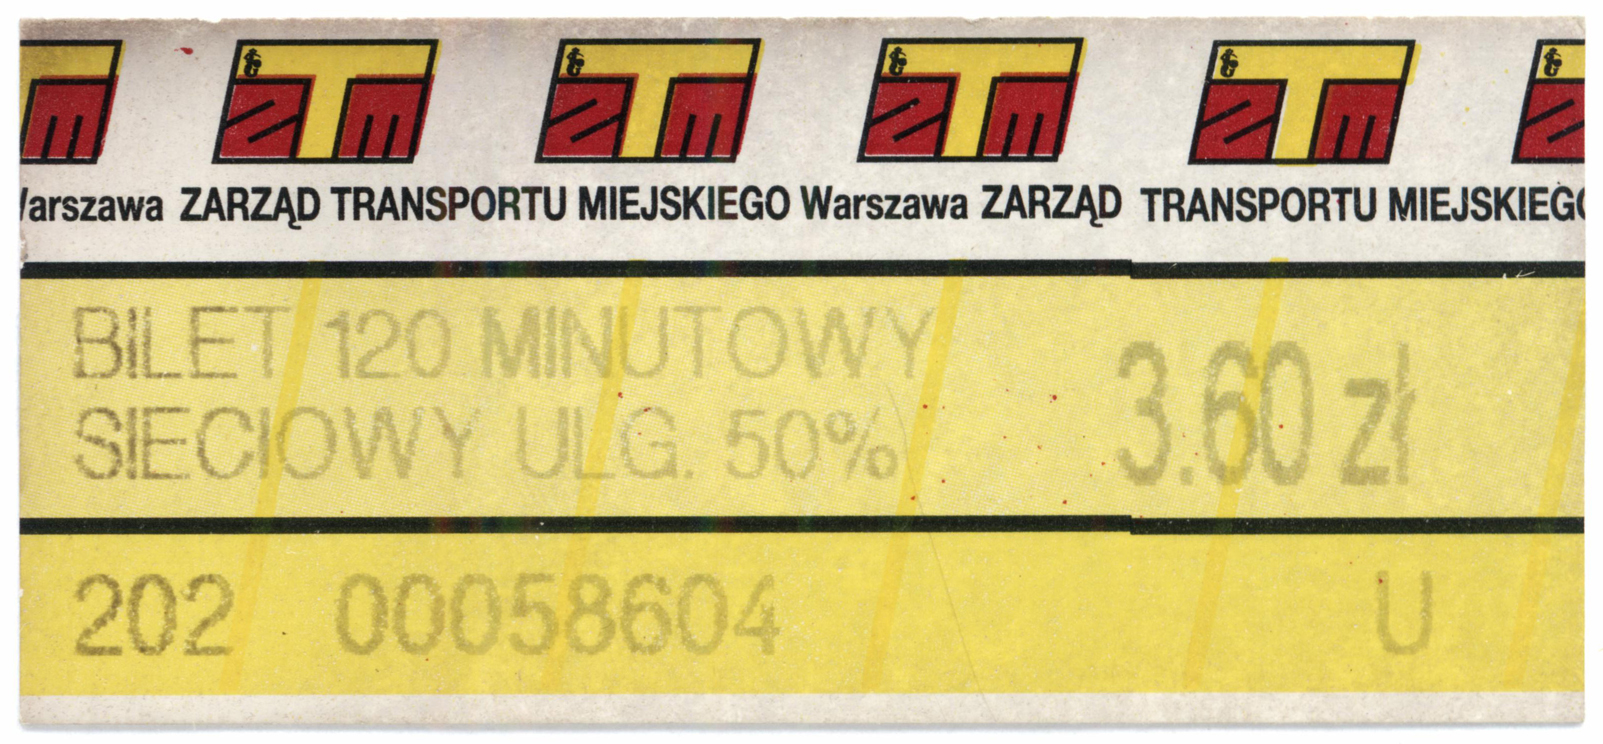 ZTM ZTM ZTM ZTM
Warszawa ZARZĄD TRANSPORTU MIEJSKIEGO Warszawa ZARZĄD TRANSPORTU MIEJSKIEGO
BILET 120 MINUTOWY
SIECIOWY ULG. 50%
3.60 zł
202 00058604 U